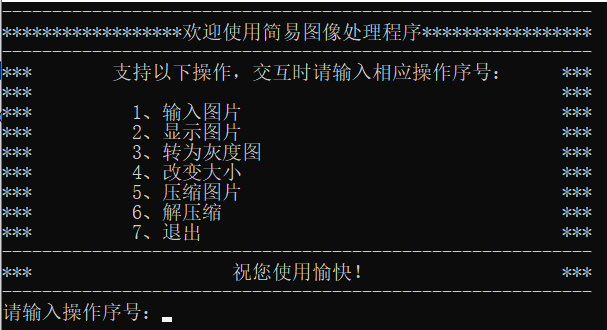 -----------------------------------------------------------
******************欢迎使用简易图像处理程序*****************
-----------------------------------------------------------
***        支持以下操作，交互时请输入相应操作序号：     ***
***                                                     ***
***          1、输入图片                                ***
***          2、显示图片                                ***
***          3、转为灰度图                              ***
***          4、改变大小                                ***
***          5、压缩图片                                ***
***          6、解压缩                                  ***
***          7、退出                                    ***
-----------------------------------------------------------
***                    祝您使用愉快！                   ***
-----------------------------------------------------------
请输入操作序号：